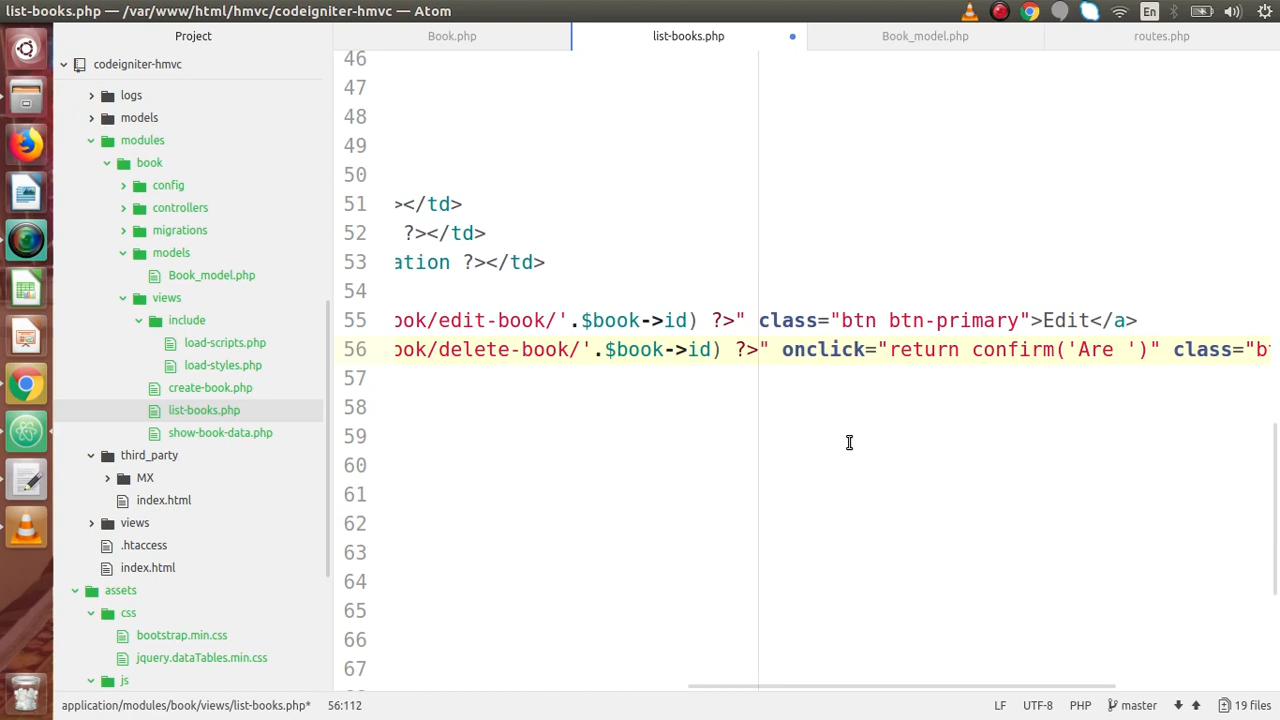 list-books.php — /var/www/html/hmvc/codeigniter-hmvc — Atom
En
Project
Book.php
list-books.php
Book_model.php
routes.php
codeigniter-hmvc
logs
models
modules
book
config
controllers
migrations
models
Book_model.php
views
include
load-scripts.php
load-styles.php
create-book.php
list-books.php
show-book-data.php
third_party
MX
index.html
views
.htaccess
index.html
assets
css
bootstrap.min.css
jquery.dataTables.min.css
js
46
47
48
49
50
51 ></td>
52 ?></td>
53 ation ?></td>
54
55 ook/edit-book/'.$book->id) ?>" class="btn btn-primary">Edit</a>
56 ook/delete-book/'.$book->id) ?>" onclick="return confirm('Are ')" class="bt
57
58
59
60
61
62
63
64
65
66
67
application/modules/book/views/list-books.php* 56:112 LF UTF-8 PHP master 19 files